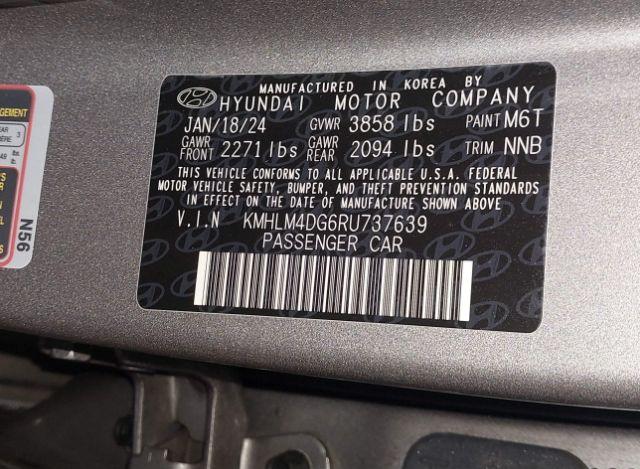 MANUFACTURED IN KOREA BY
HYUNDAI MOTOR COMPANY
JAN/18/24 GVWR 3858 lbs PAINT M6T
GAWR FRONT 2271 lbs GAWR REAR 2094 lbs TRIM NNB
THIS VEHICLE CONFORMS TO ALL APPLICABLE U.S.A. FEDERAL
MOTOR VEHICLE SAFETY, BUMPER, AND THEFT PREVENTION STANDARDS
IN EFFECT ON THE DATE OF MANUFACTURE SHOWN ABOVE
V.I.N KMHLM4DG6RU737639
PASSENGER CAR
N56